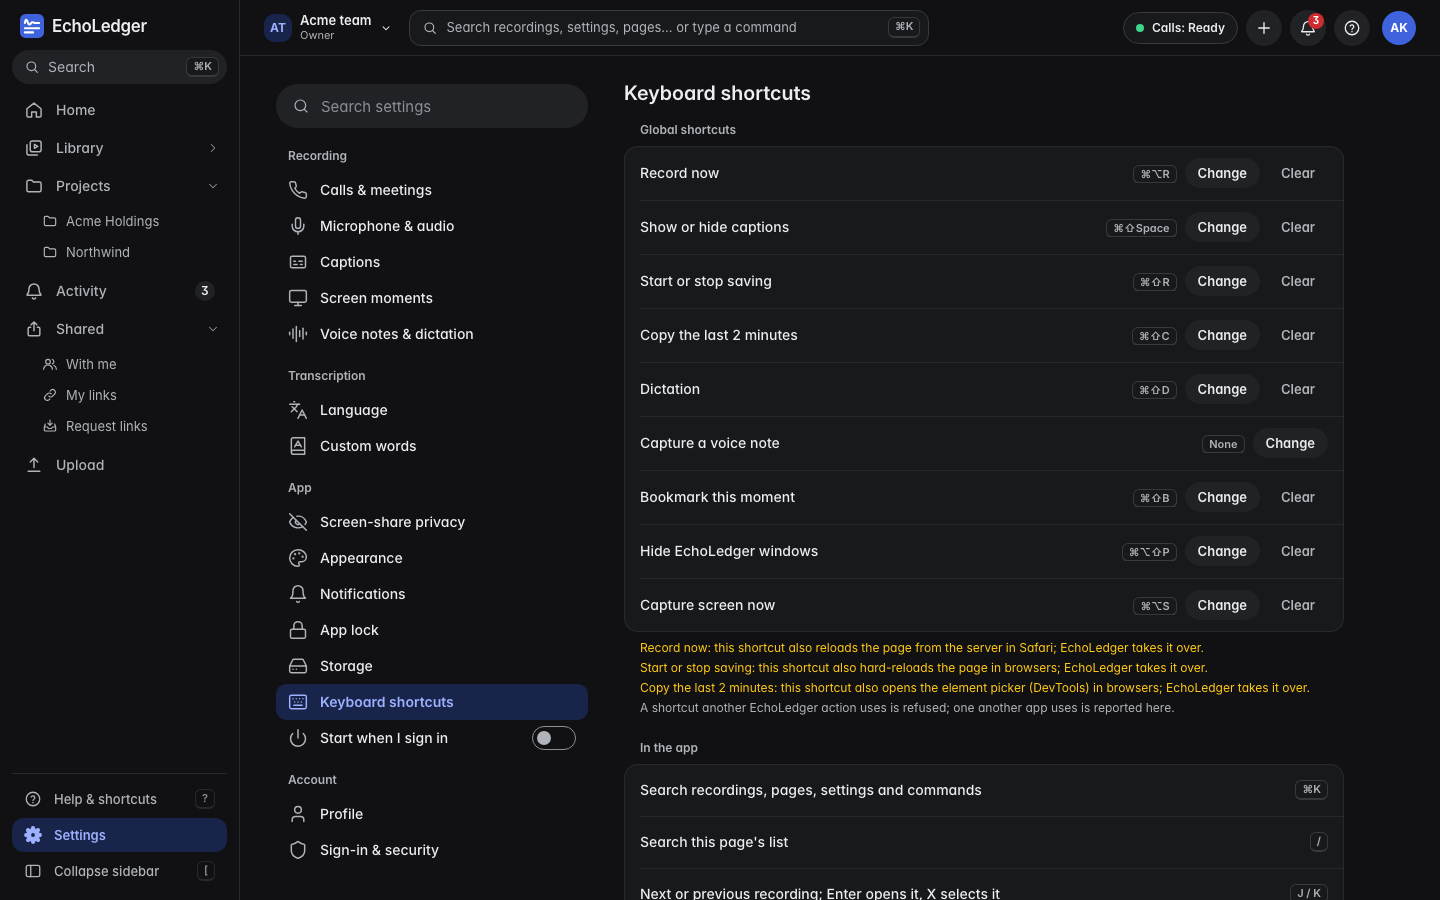 EchoLedger
Search ⌘K
Home
Library
Projects
Acme Holdings
Northwind
Activity 3
Shared
With me
My links
Request links
Upload
Help & shortcuts ?
Settings
Collapse sidebar [
AT Acme team
Owner
Search recordings, settings, pages... or type a command ⌘K
Calls: Ready
3
AK
Search settings
Recording
Calls & meetings
Microphone & audio
Captions
Screen moments
Voice notes & dictation
Transcription
Language
Custom words
App
Screen-share privacy
Appearance
Notifications
App lock
Storage
Keyboard shortcuts
Start when I sign in
Account
Profile
Sign-in & security
Keyboard shortcuts
Global shortcuts
Record now ⌘⌥R Change Clear
Show or hide captions ⌘⇧Space Change Clear
Start or stop saving ⌘⇧R Change Clear
Copy the last 2 minutes ⌘⇧C Change Clear
Dictation ⌘⇧D Change Clear
Capture a voice note None Change
Bookmark this moment ⌘⇧B Change Clear
Hide EchoLedger windows ⌘⌥⇧P Change Clear
Capture screen now ⌘⌥S Change Clear
Record now: this shortcut also reloads the page from the server in Safari; EchoLedger takes it over.
Start or stop saving: this shortcut also hard-reloads the page in browsers; EchoLedger takes it over.
Copy the last 2 minutes: this shortcut also opens the element picker (DevTools) in browsers; EchoLedger takes it over.
A shortcut another EchoLedger action uses is refused; one another app uses is reported here.
In the app
Search recordings, pages, settings and commands ⌘K
Search this page's list /
Next or previous recording; Enter opens it, X selects it J / K